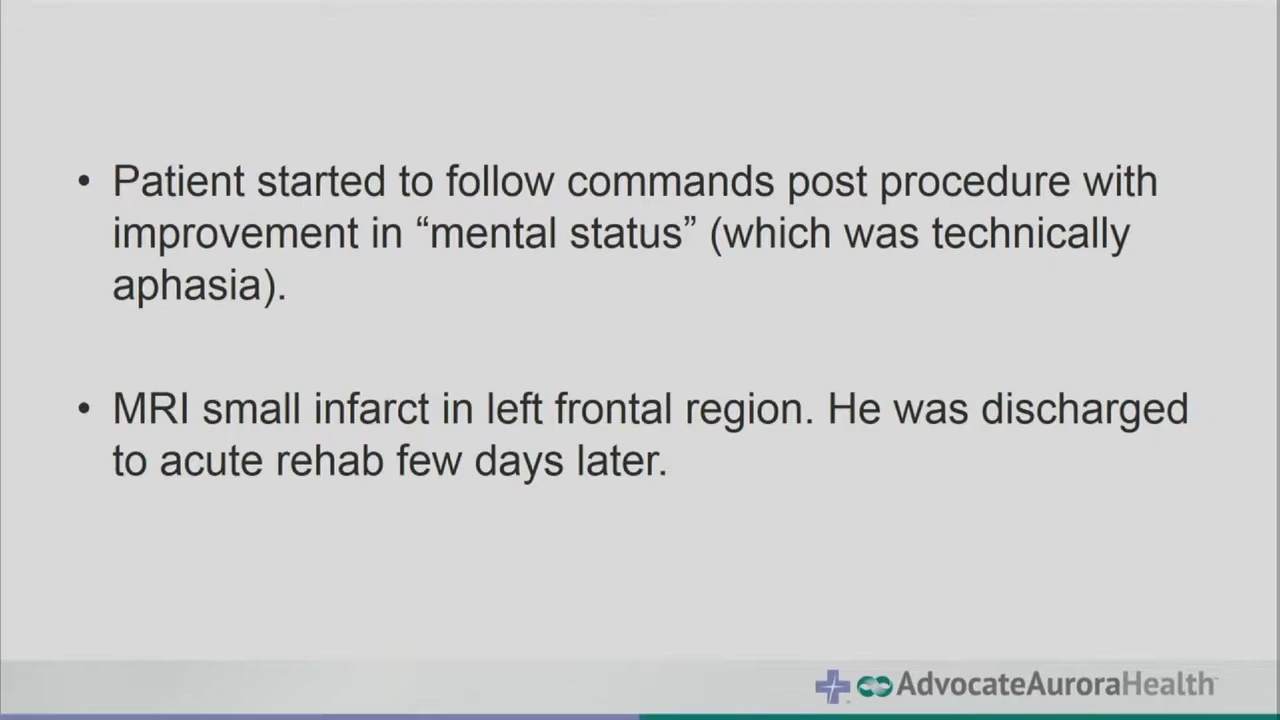 • Patient started to follow commands post procedure with
improvement in “mental status” (which was technically
aphasia).
• MRI small infarct in left frontal region. He was discharged
to acute rehab few days later.
AdvocateAuroraHealth